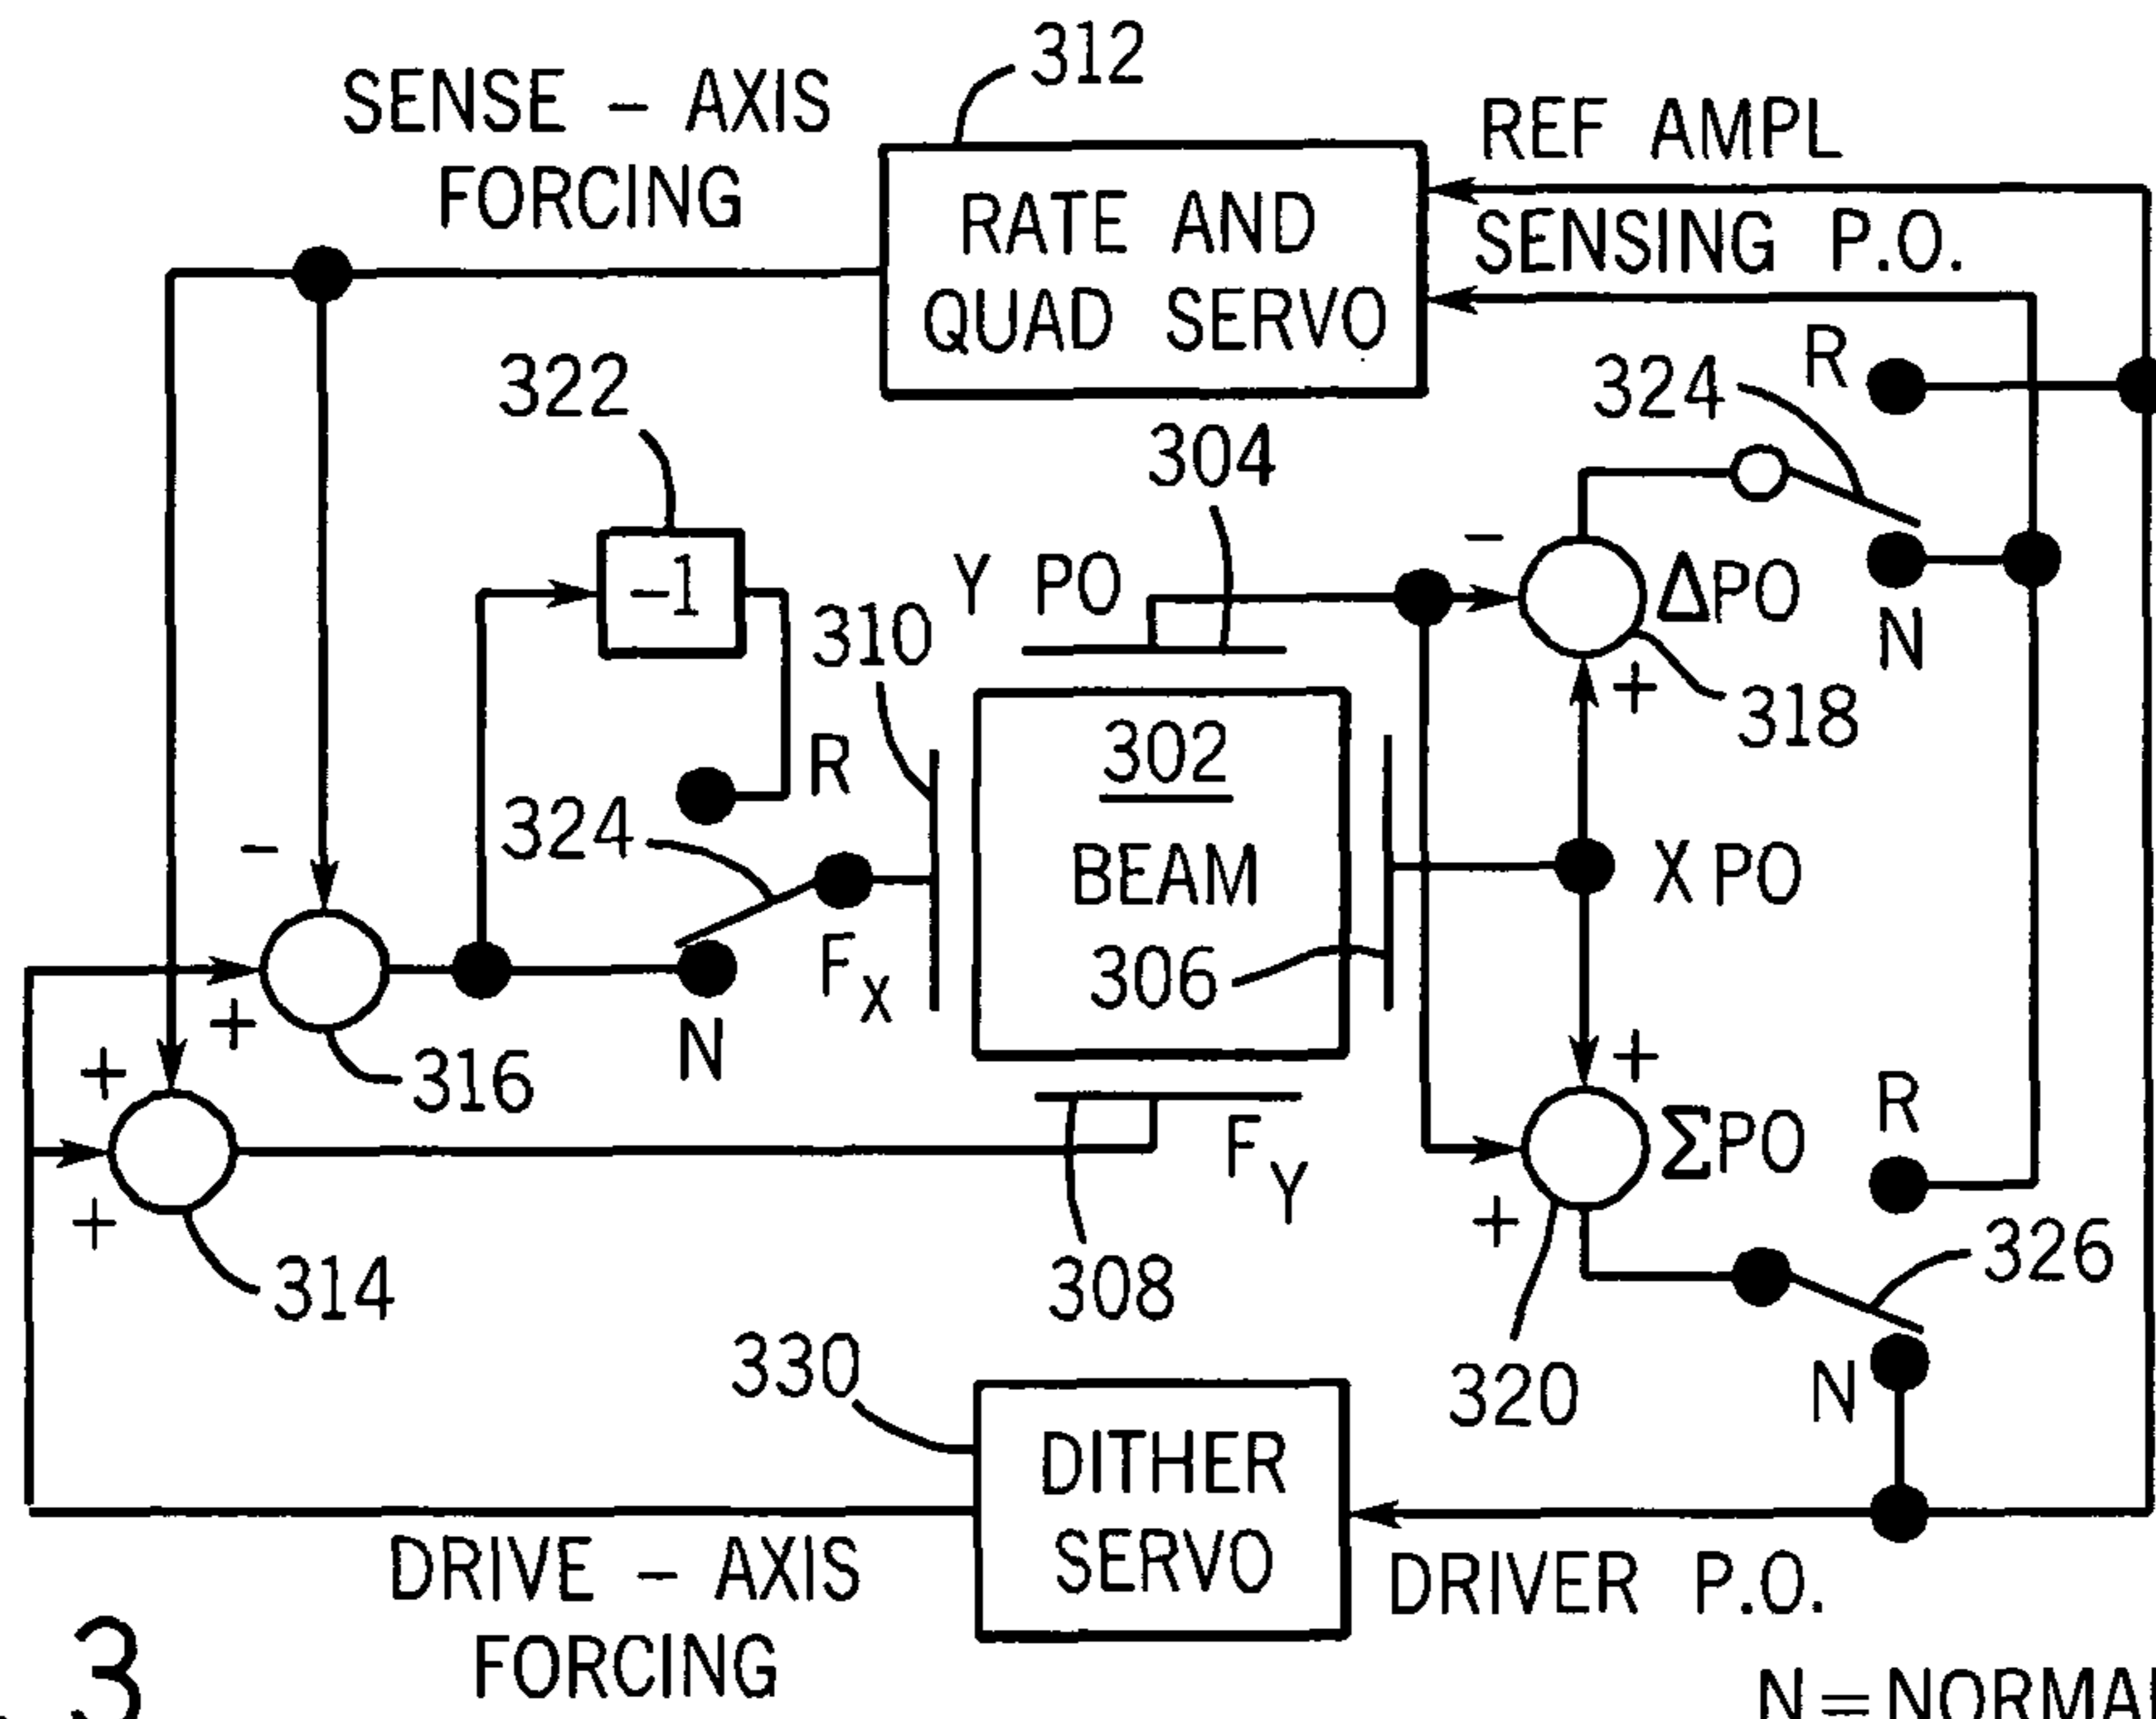 312
SENSE - AXIS
FORCING
REF AMPL
RATE AND
QUAD SERVO
SENSING P.O.
322
304
324
R
-1
Y PO
-
ΔPO
N
310
+
318
R
302
324
BEAM
X PO
-
F X
306
N
+
+
316
+
R
ΣPO
F Y
+
+
326
314
308
330
320
N
DITHER
SERVO
DRIVE - AXIS
FORCING
DRIVER P.O.
3
N = NORMA